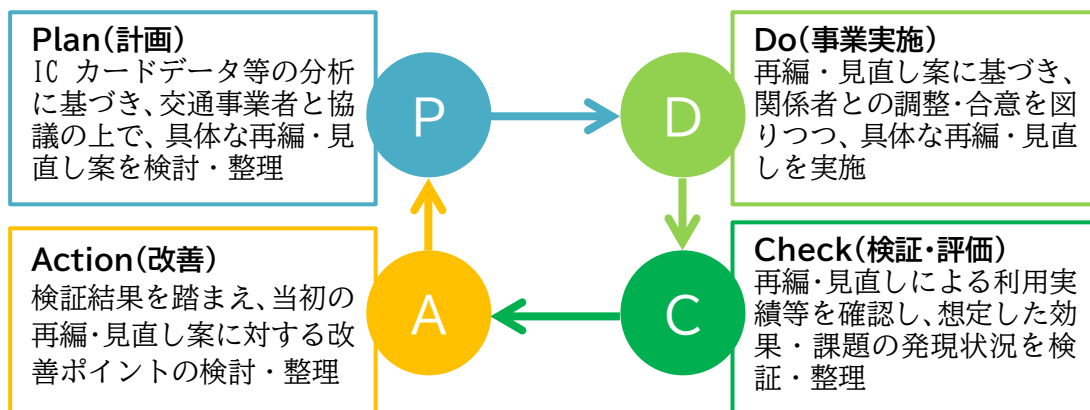 Plan(計画)
IC カードデータ等の分析
に基づき、交通事業者と協
議の上で、具体な再編・見
直し案を検討・整理
P
D
Do(事業実施)
再編・見直し案に基づき、
関係者との調整・合意を図
りつつ、具体な再編・見直
しを実施
Action(改善)
検証結果を踏まえ、当初の
再編・見直し案に対する改
善ポイントの検討・整理
A
C
Check(検証・評価)
再編・見直しによる利用実
績等を確認し、想定した効
果・課題の発現状況を検
証・整理